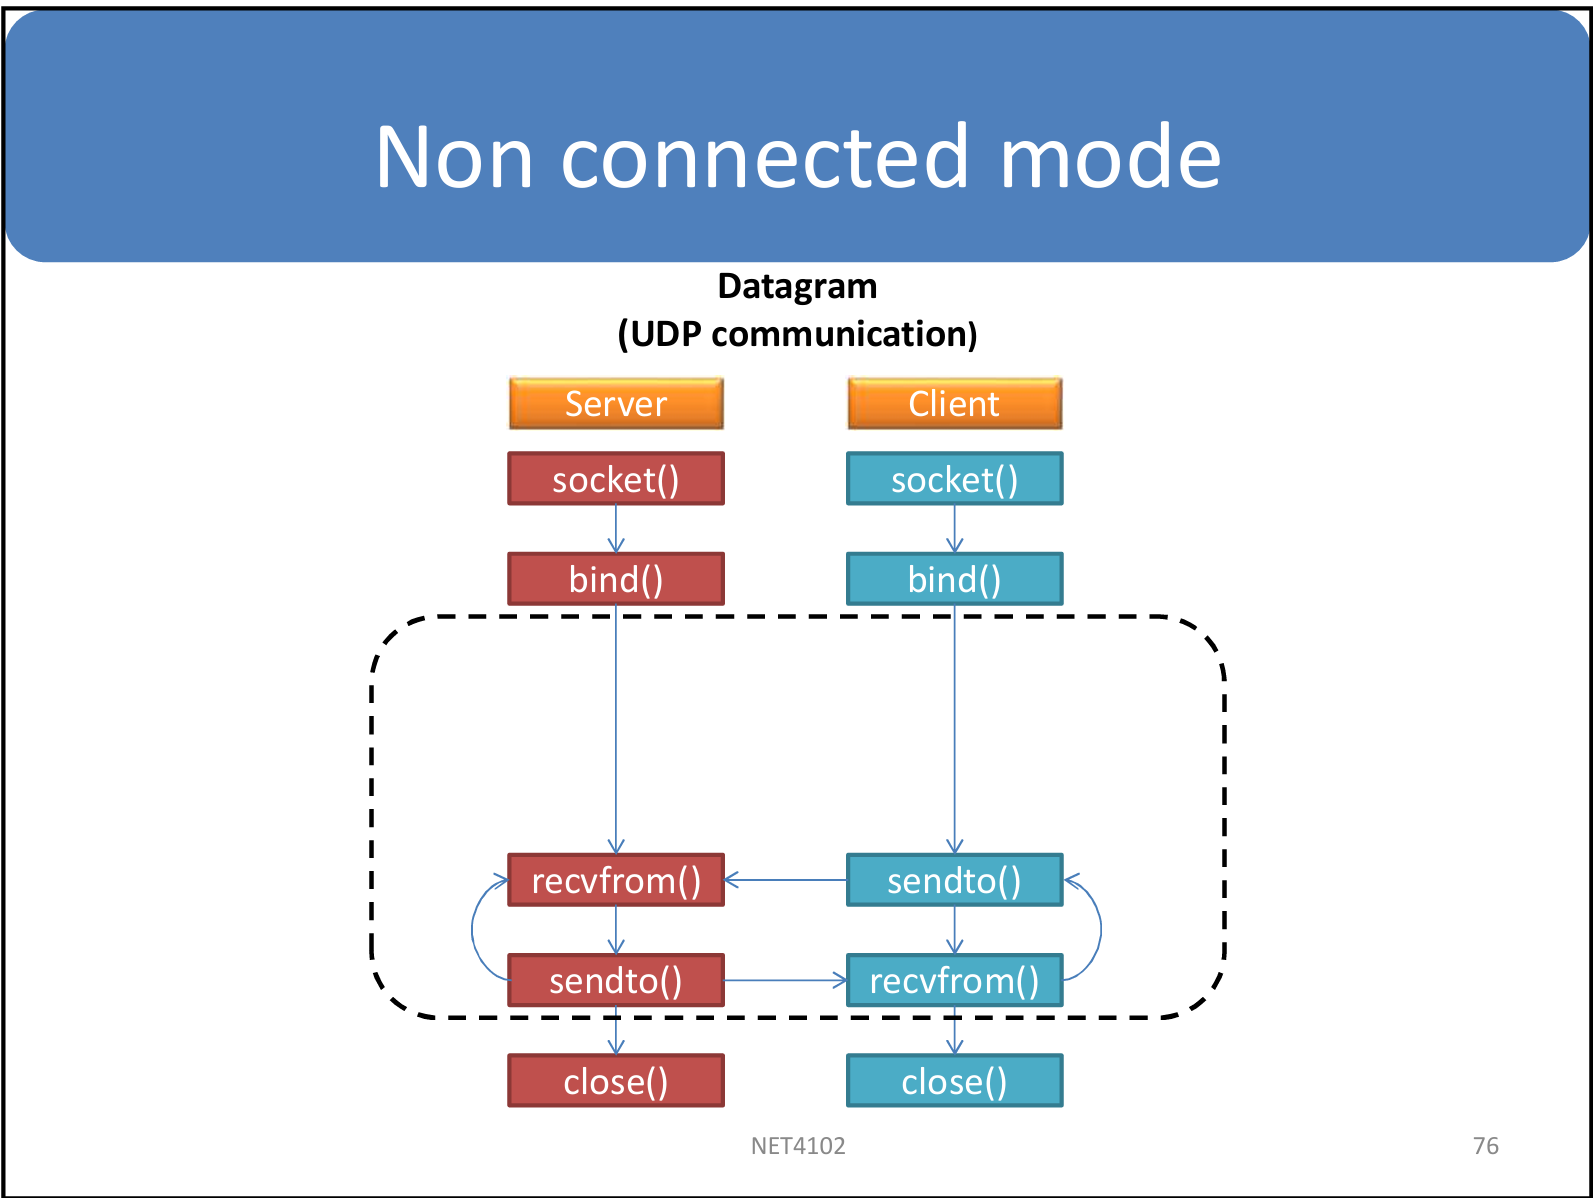 Non connected mode
Datagram
(UDP communication)
Server Client
socket() socket()
bind() bind()
recvfrom() sendto()
sendto() recvfrom()
close() close()
NET4102 76